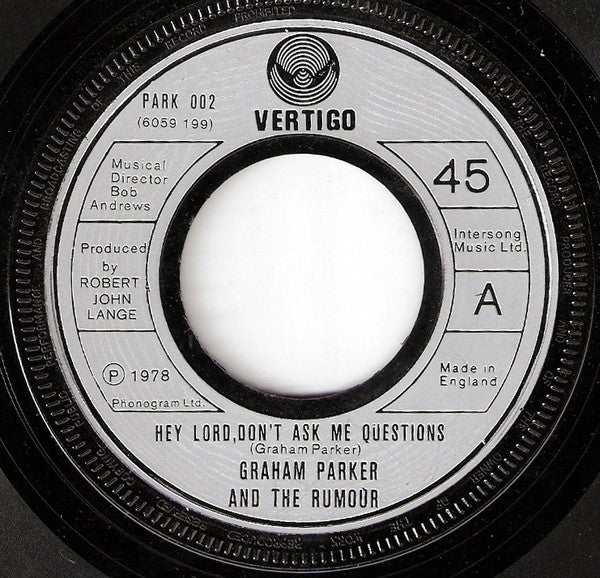 PARK 002
(6059 199)
VERTIGO
Musical
Director
Bob
Andrews
Produced
by
ROBERT
JOHN
LANGE
Ⓟ 1978
Phonogram Ltd.
45
Intersong
Music Ltd.
A
Made in
England
HEY LORD,DON'T ASK ME QUESTIONS
(Graham Parker)
GRAHAM PARKER
AND THE RUMOUR